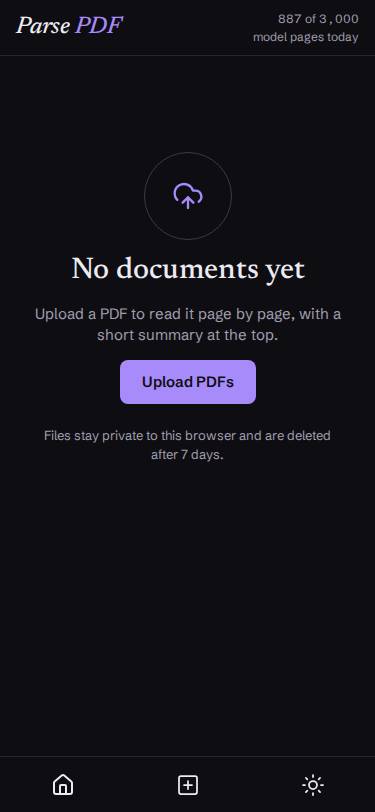 Parse PDF
887 of 3,000
model pages today
No documents yet
Upload a PDF to read it page by page, with a
short summary at the top.
Upload PDFs
Files stay private to this browser and are deleted
after 7 days.